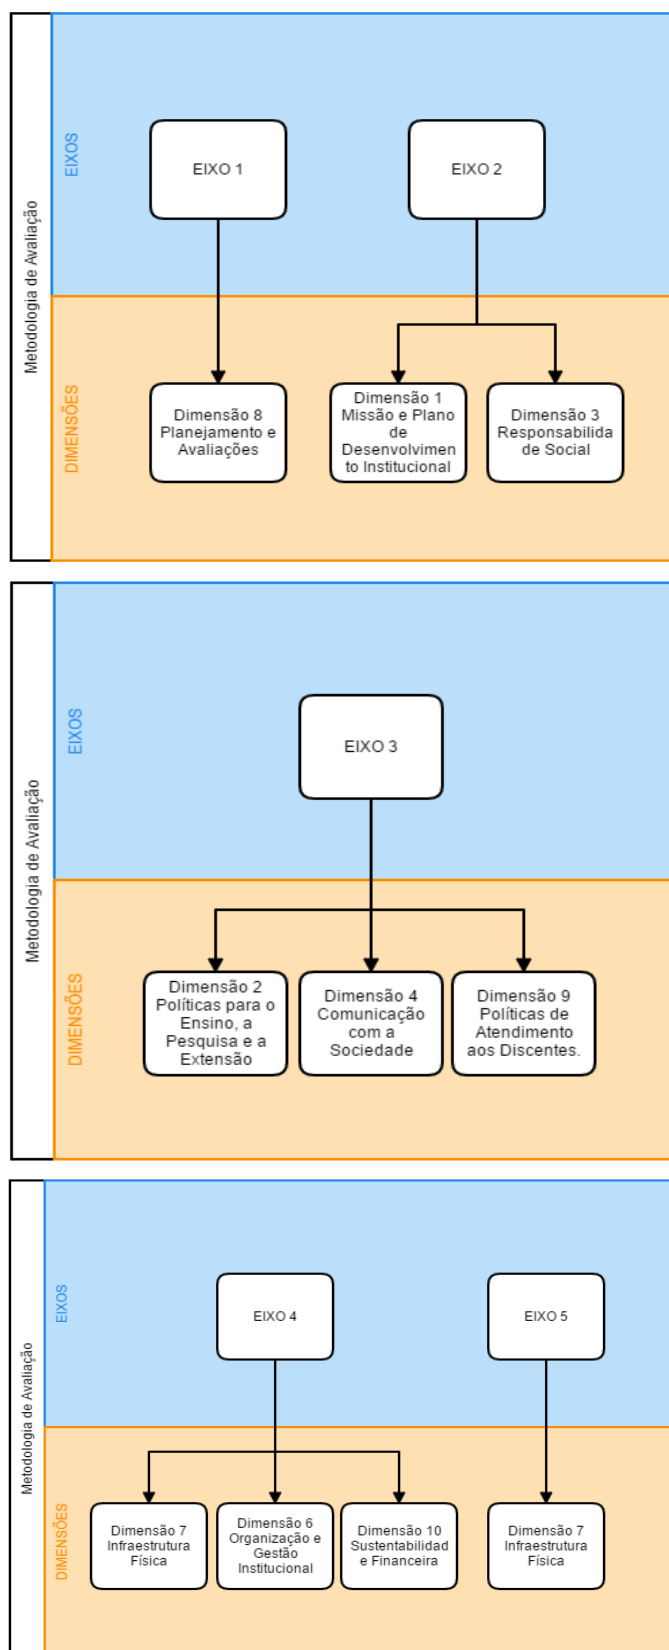 Metodologia de Avaliação
EIXOS
EIXO 1
EIXO 2
DIMENSÕES
Dimensão 8
Planejamento e
Avaliações
Dimensão 1
Missão e Plano
de
Desenvolvimen
to Institucional
Dimensão 3
Responsabilida
de Social
Metodologia de Avaliação
EIXOS
EIXO 3
DIMENSÕES
Dimensão 2
Políticas para o
Ensino, a
Pesquisa e a
Extensão
Dimensão 4
Comunicação
com a
Sociedade
Dimensão 9
Políticas de
Atendimento
aos Discentes.
Metodologia de Avaliação
EIXOS
EIXO 4
EIXO 5
DIMENSÕES
Dimensão 7
Infraestrutura
Física
Dimensão 6
Organização e
Gestão
Institucional
Dimensão 10
Sustentabilidad
e Financeira
Dimensão 7
Infraestrutura
Física